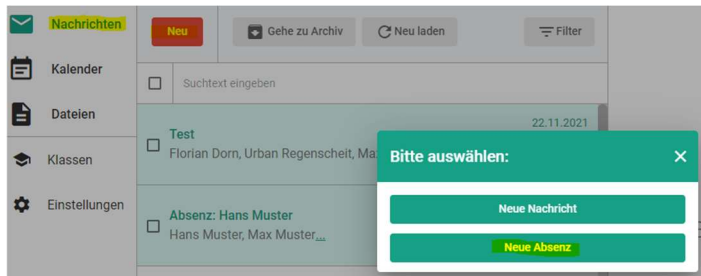 Nachrichten
Kalender
Dateien
Klassen
Einstellungen
Neu
Gehe zu Archiv
Neu laden
Filter
Suchtext eingeben
22.11.2021
Test
Florian Dorn, Urban Regenscheit, Ma
Absenz: Hans Muster
Hans Muster, Max Muster...
Bitte auswählen:
Neue Nachricht
Neue Absenz